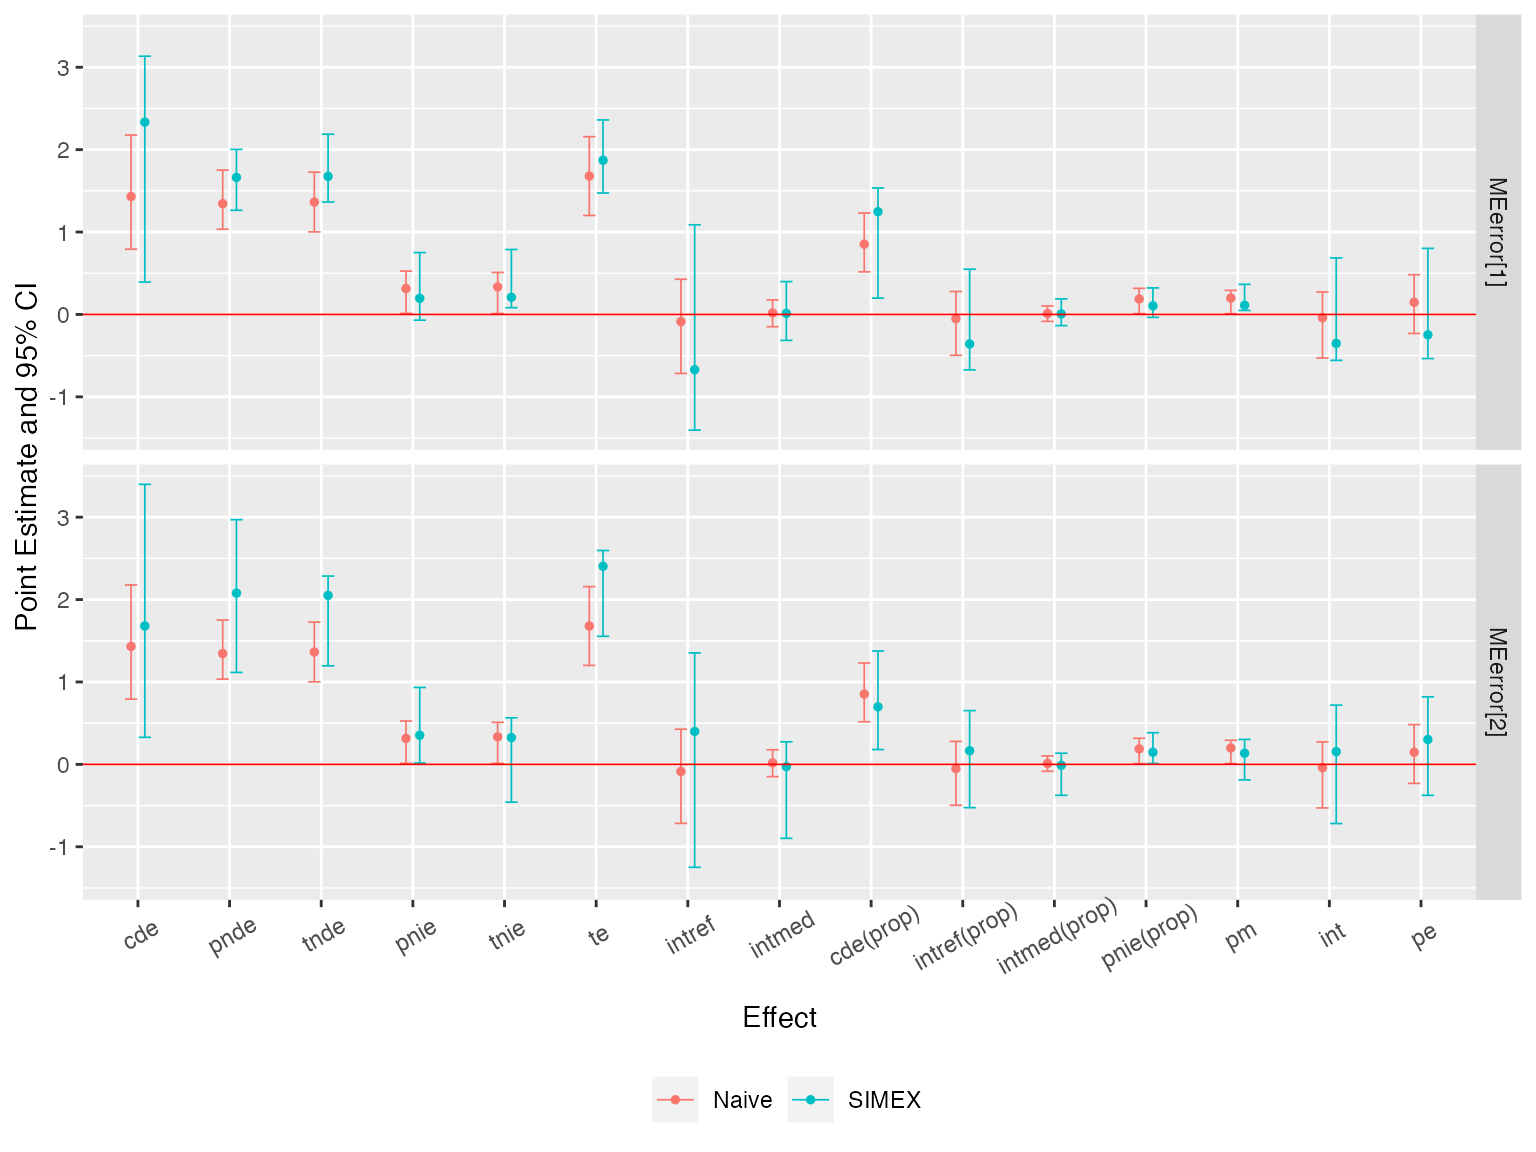 Point Estimate and 95% CI
3
2
1
0
-1
MEerror[1]
3
2
1
0
-1
MEerror[2]
cde
pnde
tnde
pnie
tnie
te
intref
intmed
cde(prop)
intref(prop)
intmed(prop)
pnie(prop)
pm
int
pe
Effect
Naive
SIMEX